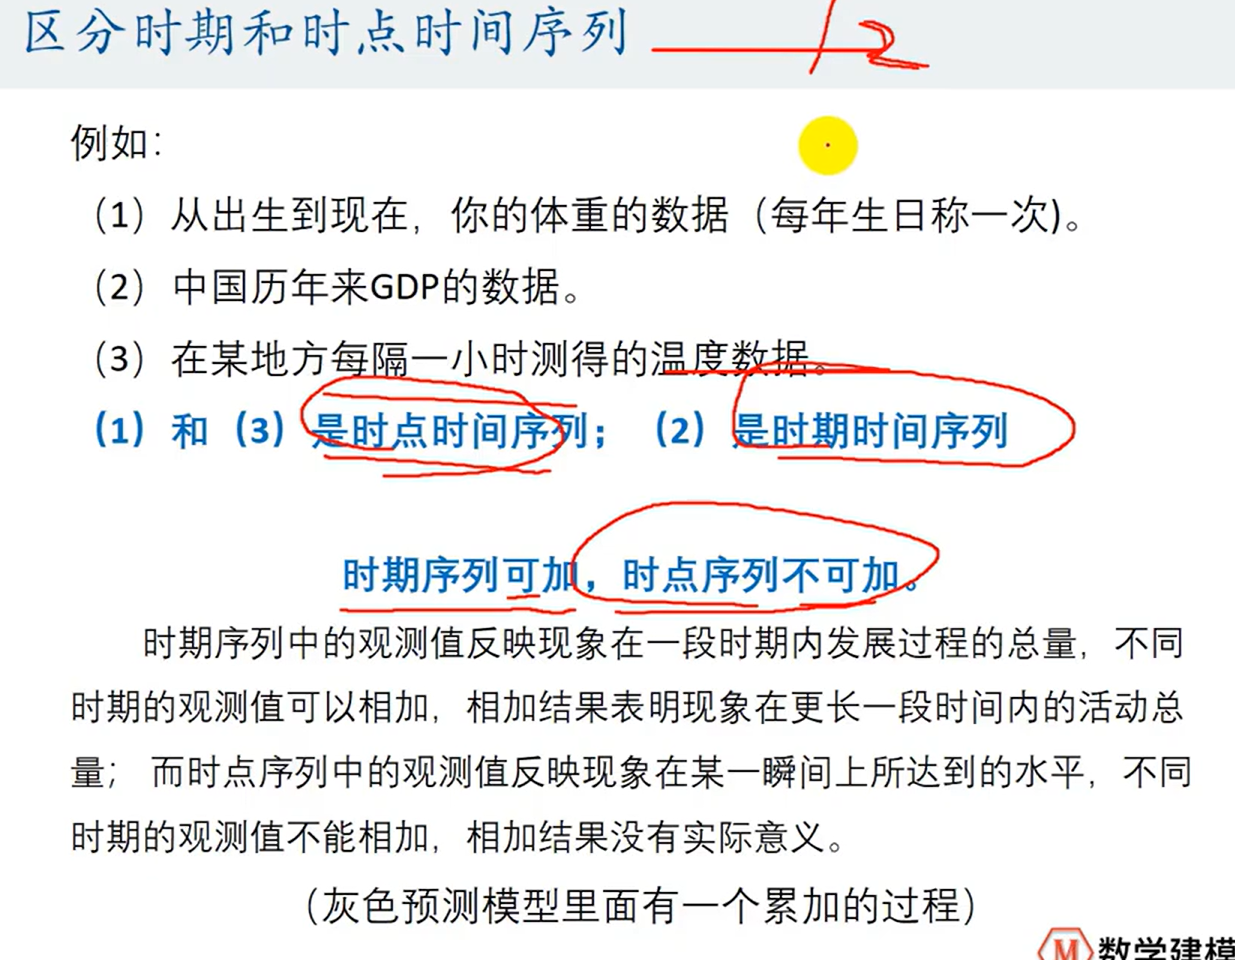 区分时期和时点时间序列
12
例如：
（1）从出生到现在，你的体重的数据（每年生日称一次)。
（2）中国历年来GDP的数据。
（3）在某地方每隔一小时测得的温度数据。
（1）和（3）是时点时间序列；（2）是时期时间序列
时期序列可加，时点序列不可加。
时期序列中的观测值反映现象在一段时期内发展过程的总量，不同
时期的观测值可以相加，相加结果表明现象在更长一段时间内的活动总
量； 而时点序列中的观测值反映现象在某一瞬间上所达到的水平，不同
时期的观测值不能相加，相加结果没有实际意义。
（灰色预测模型里面有一个累加的过程）
M 数学建模